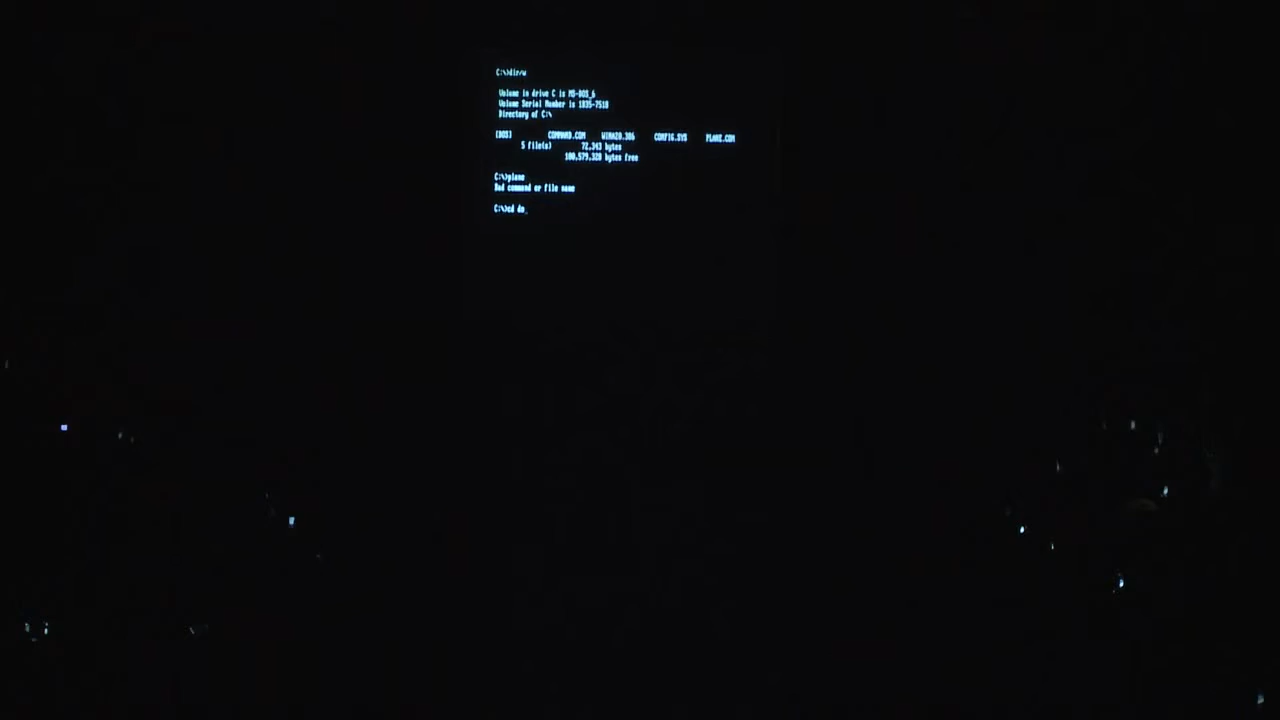 C:\>dir/w
Volume in drive C is MS-DOS_6
Volume Serial Number is 1835-7518
Directory of C:\
[DOS] COMMAND.COM WINA20.386 CONFIG.SYS PLANE.COM
5 file(s) 72,343 bytes
100,579,328 bytes free
C:\>plane
Bad command or file name
C:\>cd do_